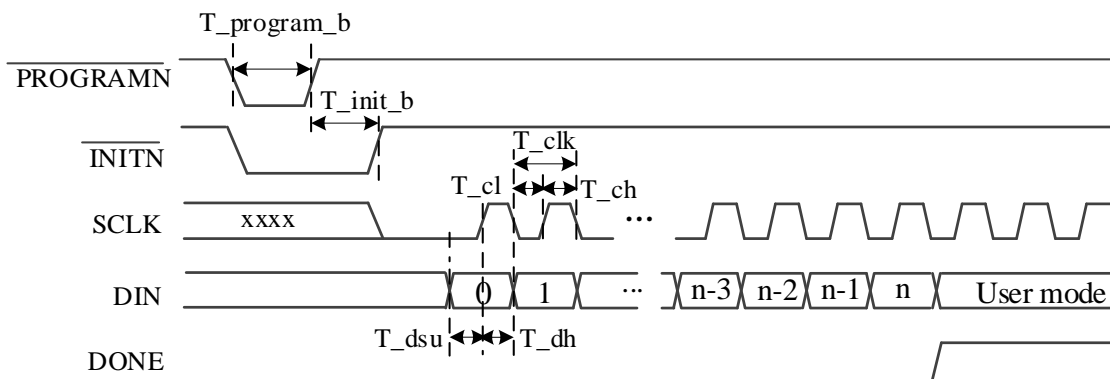 T_program_b
PROGRAMN
T_init_b
INITN
T_clk
T_cl
T_ch
SCLK
xxxx
...
DIN
0
1
...
n-3
n-2
n-1
n
User mode
T_dsu
T_dh
DONE